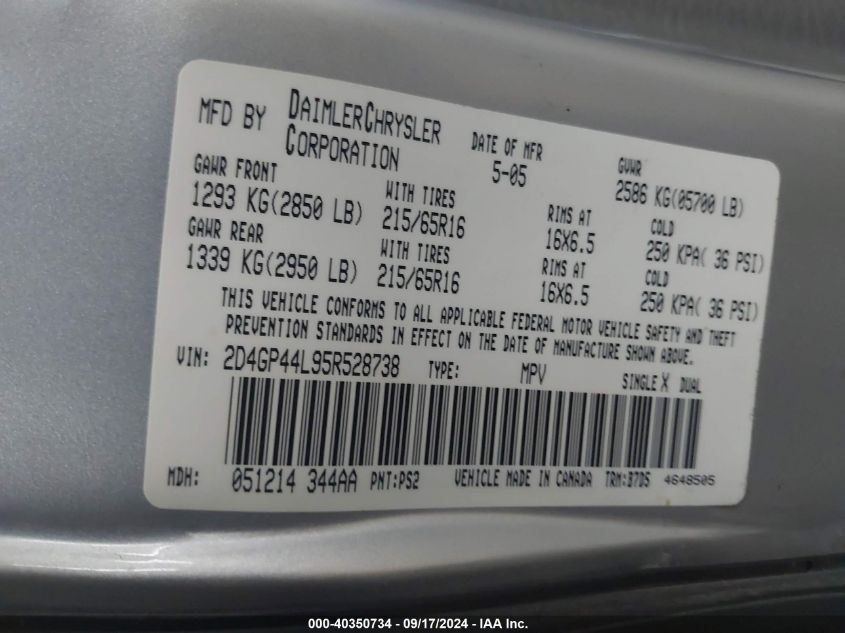 MFD BY DAIMLERCHRYSLER CORPORATION
DATE OF MFR 5-05
GVWR 2586 KG(05700 LB)
GAWR FRONT
1293 KG(2850 LB)
WITH TIRES
215/65R16
RIMS AT
16X6.5
COLD
250 KPA( 36 PSI)
GAWR REAR
1339 KG(2950 LB)
WITH TIRES
215/65R16
RIMS AT
16X6.5
COLD
250 KPA( 36 PSI)
THIS VEHICLE CONFORMS TO ALL APPLICABLE FEDERAL MOTOR VEHICLE SAFETY AND THEFT
PREVENTION STANDARDS IN EFFECT ON THE DATE OF MANUFACTURE SHOWN ABOVE.
VIN: 2D4GP44L95R528738 TYPE: MPV SINGLE X DUAL
MDH: 051214 344AA PNT:PS2 VEHICLE MADE IN CANADA TRM:B7D5 4648505
000-40350734 - 09/17/2024 - IAA Inc.